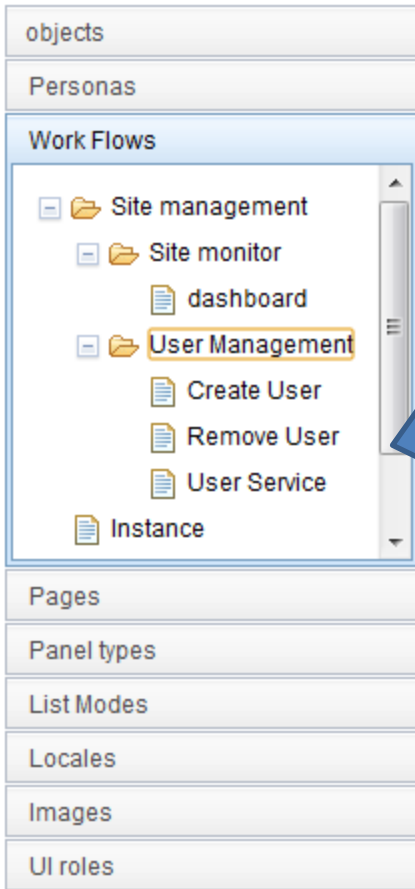 objects
Personas
Work Flows
Site management
Site monitor
dashboard
User Management
Create User
Remove User
User Service
Instance
Pages
Panel types
List Modes
Locales
Images
UI roles